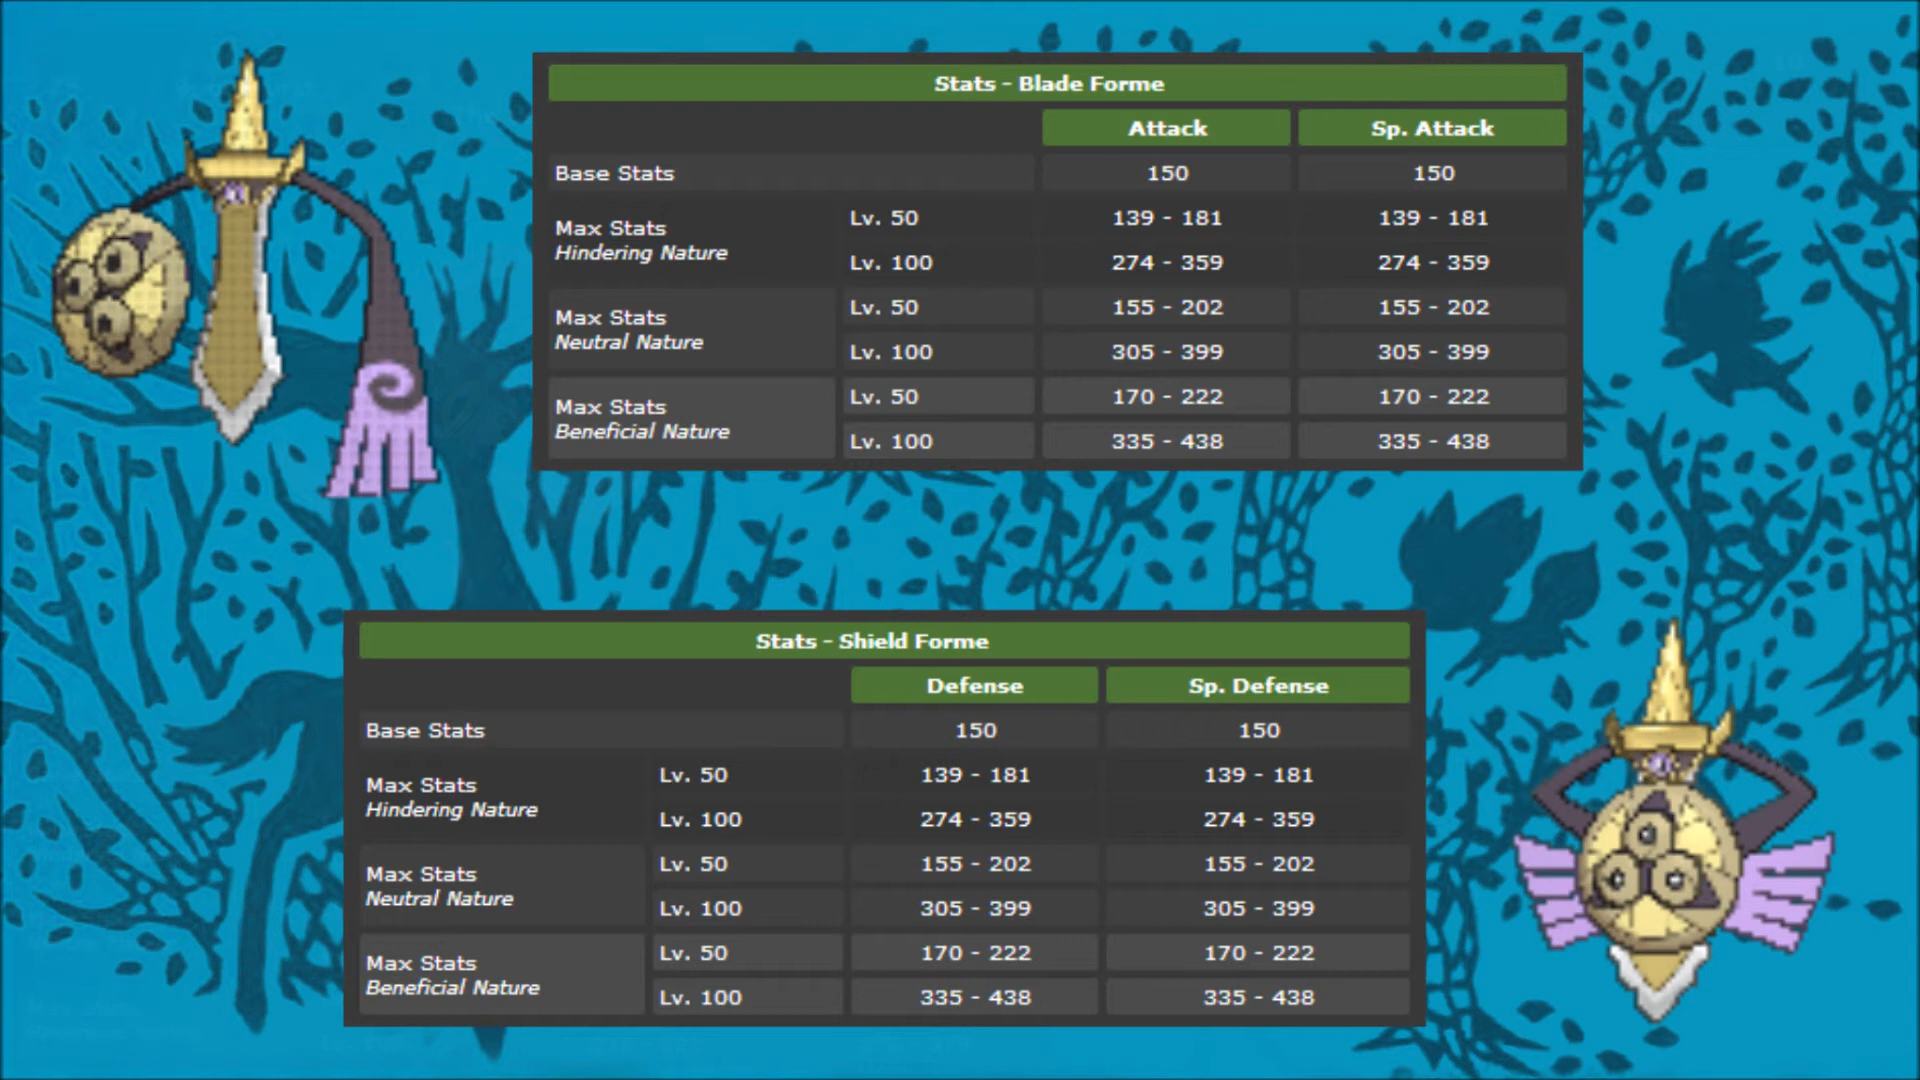 Stats - Blade Forme
Attack Sp. Attack
Base Stats 150 150
Max Stats
Hindering Nature
Lv. 50 139 - 181 139 - 181
Lv. 100 274 - 359 274 - 359
Max Stats
Neutral Nature
Lv. 50 155 - 202 155 - 202
Lv. 100 305 - 399 305 - 399
Max Stats
Beneficial Nature
Lv. 50 170 - 222 170 - 222
Lv. 100 335 - 438 335 - 438
Stats - Shield Forme
Defense Sp. Defense
Base Stats 150 150
Max Stats
Hindering Nature
Lv. 50 139 - 181 139 - 181
Lv. 100 274 - 359 274 - 359
Max Stats
Neutral Nature
Lv. 50 155 - 202 155 - 202
Lv. 100 305 - 399 305 - 399
Max Stats
Beneficial Nature
Lv. 50 170 - 222 170 - 222
Lv. 100 335 - 438 335 - 438